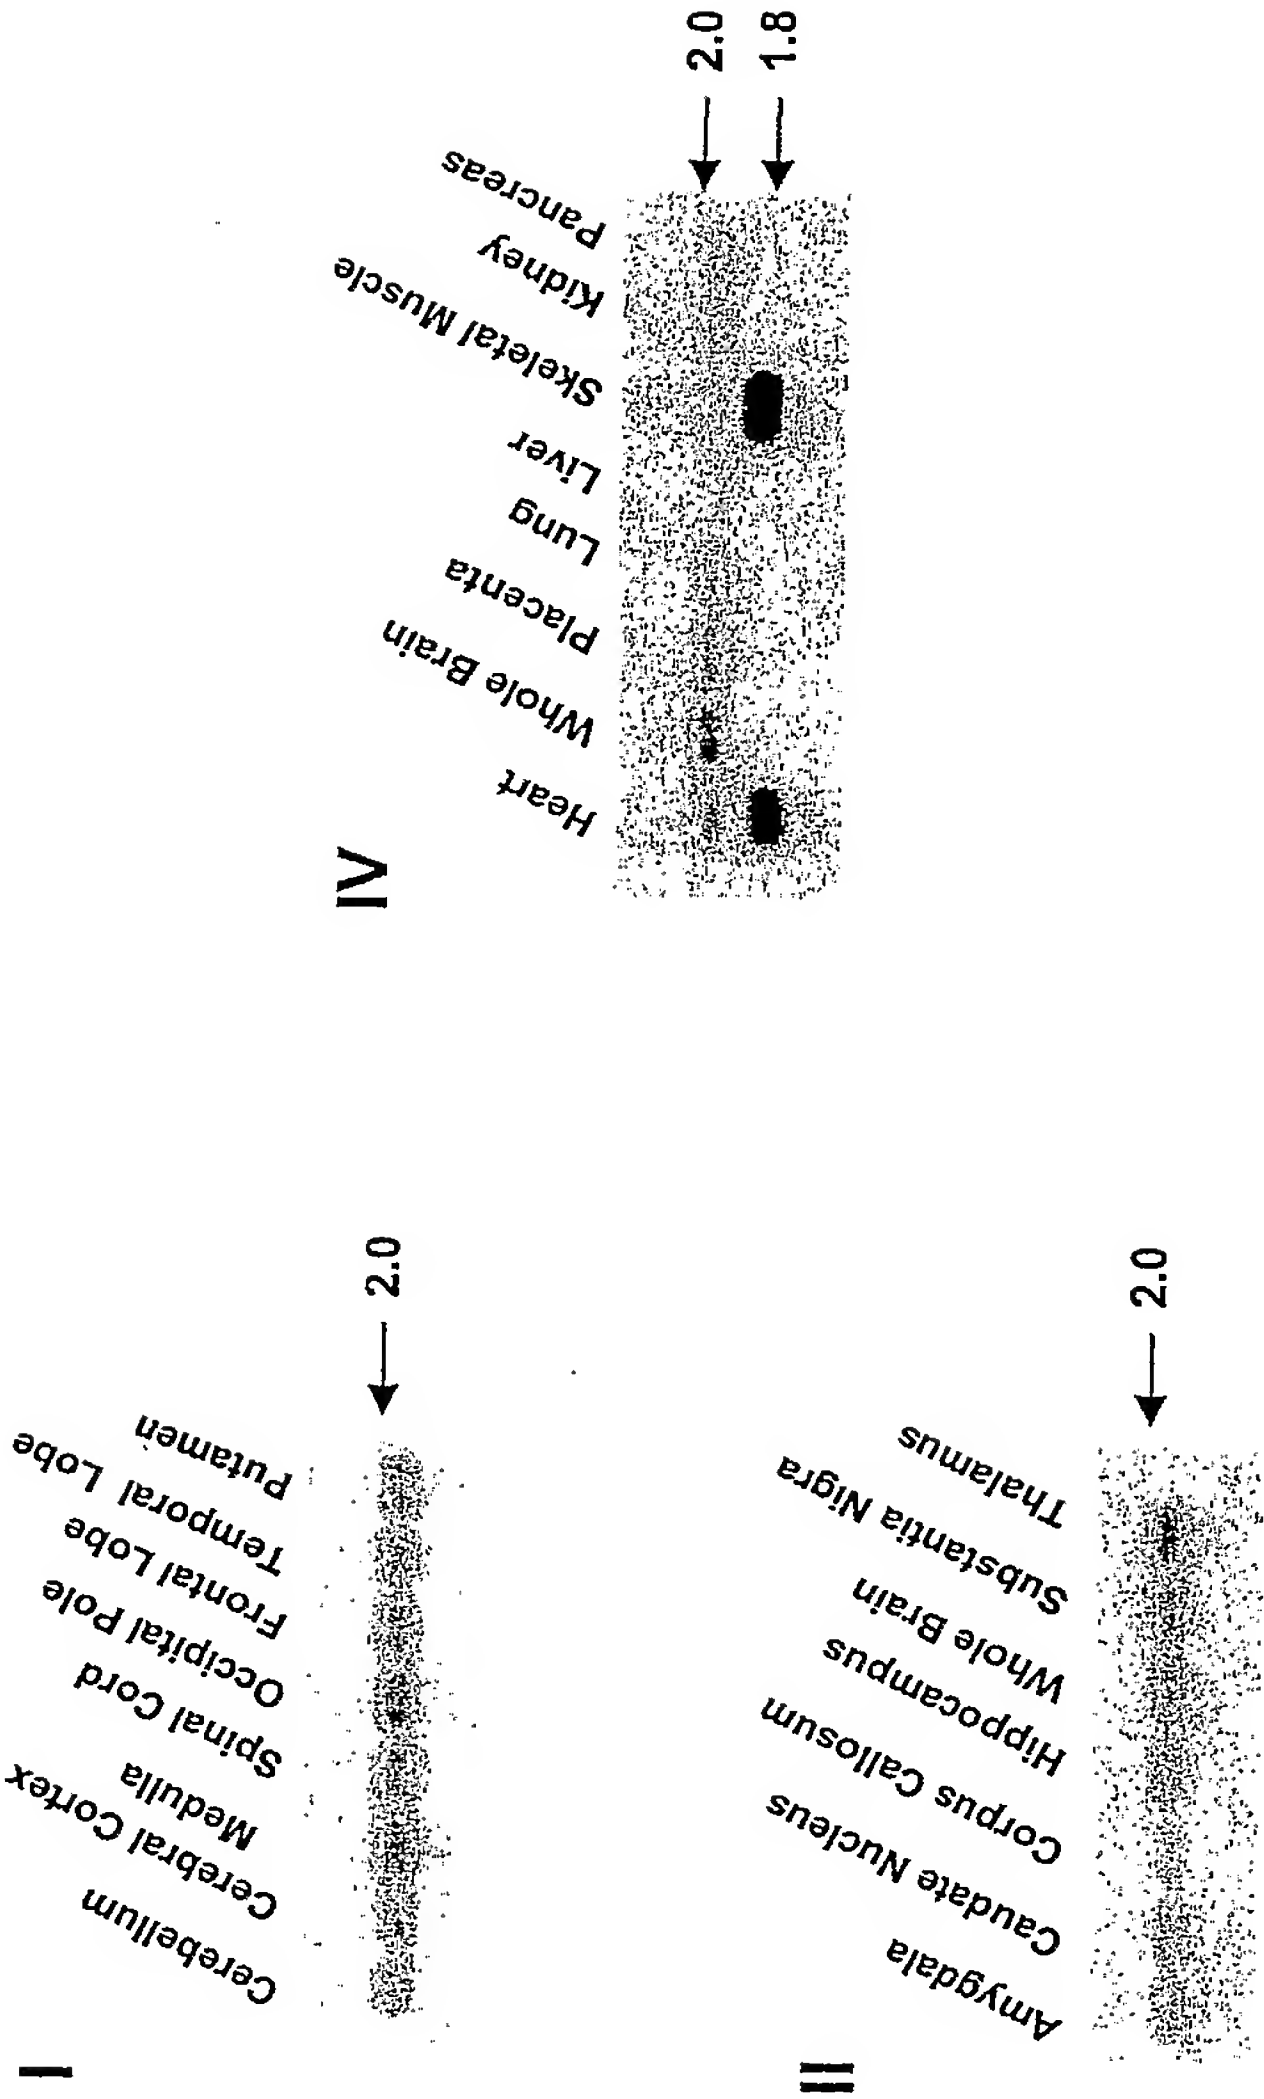 I
Cerebellum
Cerebral Cortex
Medulla
Spinal Cord
Occipital Pole
Frontal Lobe
Temporal Lobe
Putamen
2.0
II
Amygdala
Caudate Nucleus
Corpus Callosum
Hippocampus
Whole Brain
Substantia Nigra
Thalamus
2.0
IV
Heart
Whole Brain
Placenta
Lung
Liver
Skeletal Muscle
Kidney
Pancreas
2.0
1.8